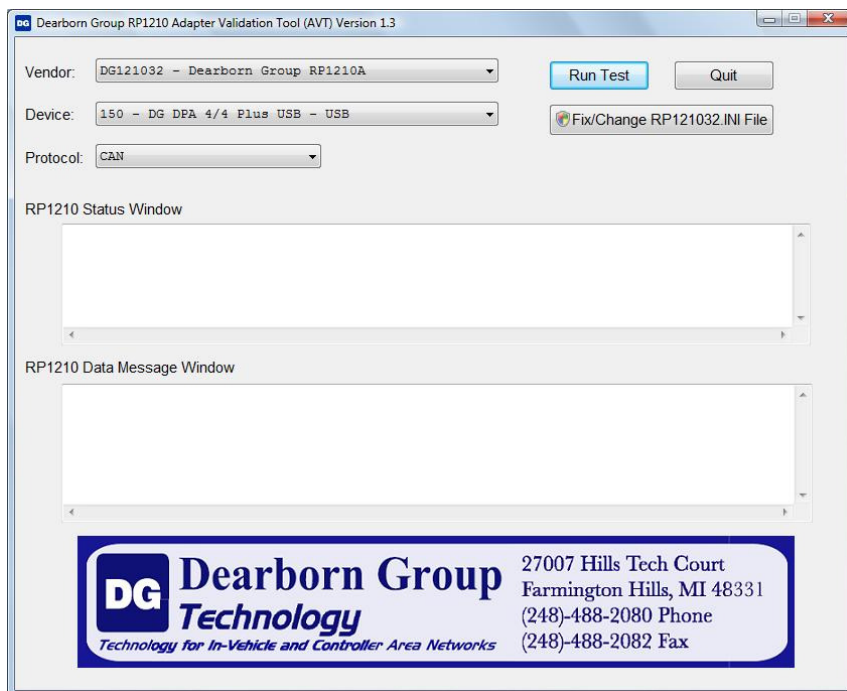 DG Dearborn Group RP1210 Adapter Validation Tool (AVT) Version 1.3
Vendor: DG121032 - Dearborn Group RP1210A
Run Test
Quit
Device: 150 - DG DPA 4/4 Plus USB - USB
Fix/Change RP121032.INI File
Protocol: CAN
RP1210 Status Window
RP1210 Data Message Window
DG
Dearborn Group
Technology
Technology for In-Vehicle and Controller Area Networks
27007 Hills Tech Court
Farmington Hills, MI 48331
(248)-488-2080 Phone
(248)-488-2082 Fax